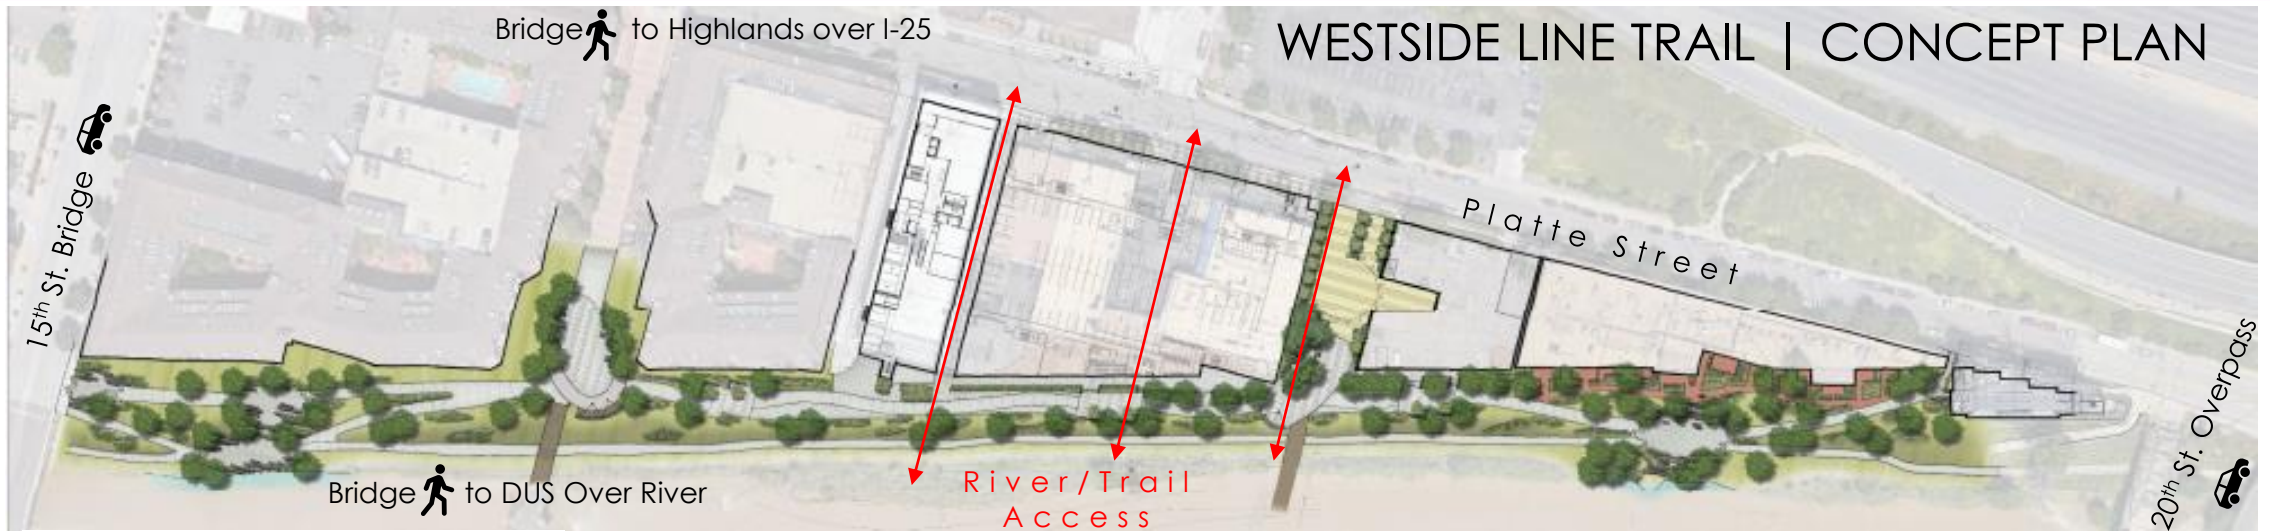 Bridge to Highlands over I-25
WESTSIDE LINE TRAIL | CONCEPT PLAN
15th St. Bridge
Platte Street
20th St. Overpass
Bridge to DUS Over River
River/Trail
Access